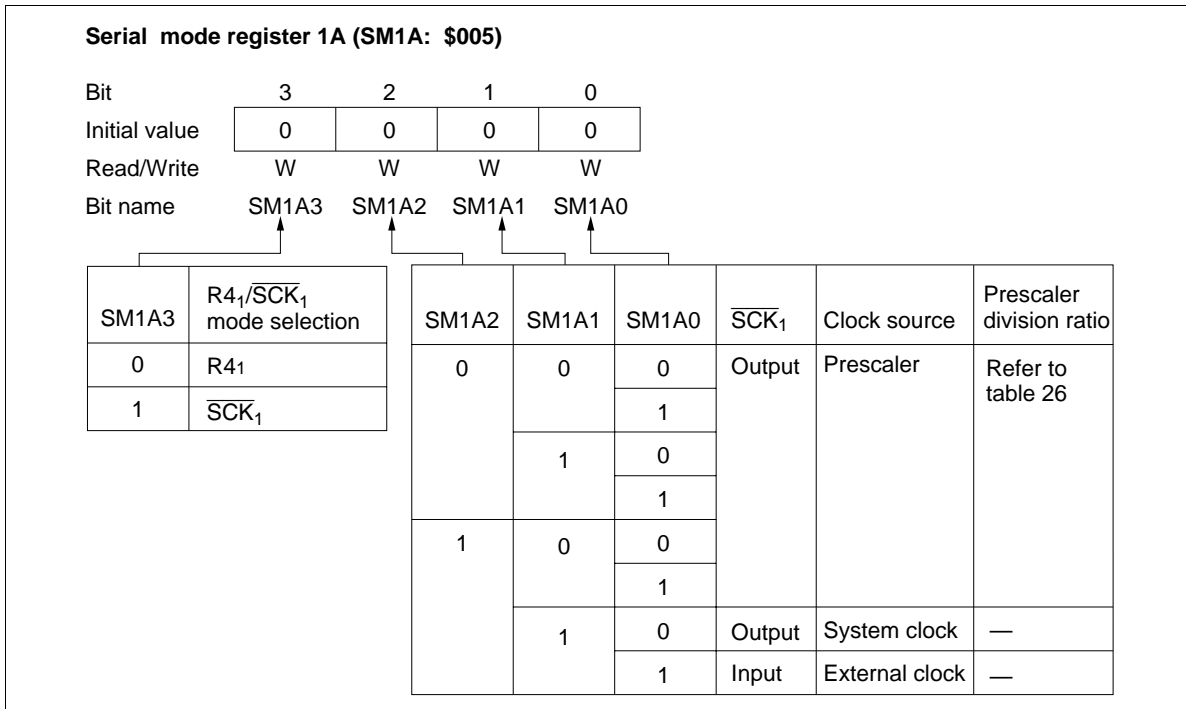 Serial mode register 1A (SM1A: $005)
Bit 3 2 1 0
Initial value 0 0 0 0
Read/Write W W W W
Bit name SM1A3 SM1A2 SM1A1 SM1A0
SM1A3 R4₁/S̅C̅K̅₁ mode selection
0 R4₁
1 S̅C̅K̅₁
SM1A2 SM1A1 SM1A0 S̅C̅K̅₁ Clock source Prescaler division ratio
0 0 0 Output Prescaler Refer to table 26
1
1 0
1
1 0 0
1
1 0 Output System clock —
1 Input External clock —